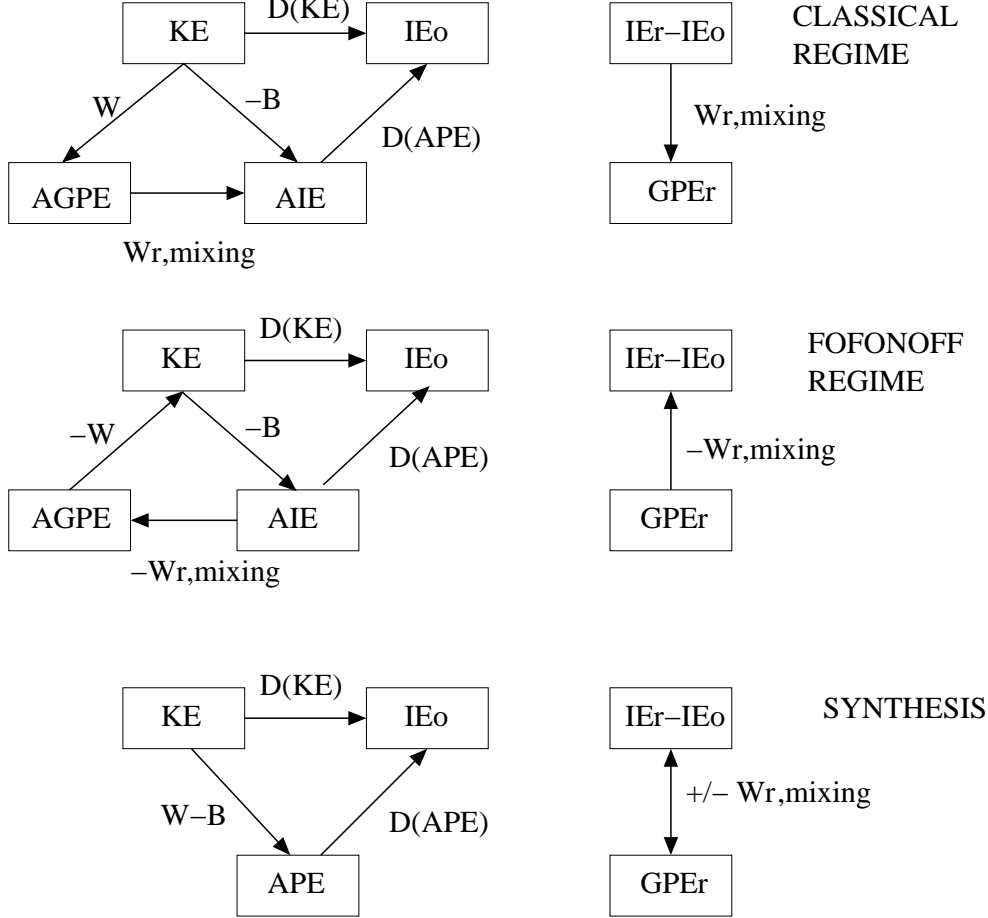 D(KE)
KE
IEo
IEr–IEo
CLASSICAL
REGIME
W
–B
D(APE)
Wr,mixing
AGPE
AIE
GPEr
Wr,mixing
D(KE)
KE
IEo
IEr–IEo
FOFONOFF
REGIME
–W
–B
D(APE)
–Wr,mixing
AGPE
AIE
GPEr
–Wr,mixing
D(KE)
KE
IEo
IEr–IEo
SYNTHESIS
W–B
D(APE)
+/– Wr,mixing
APE
GPEr